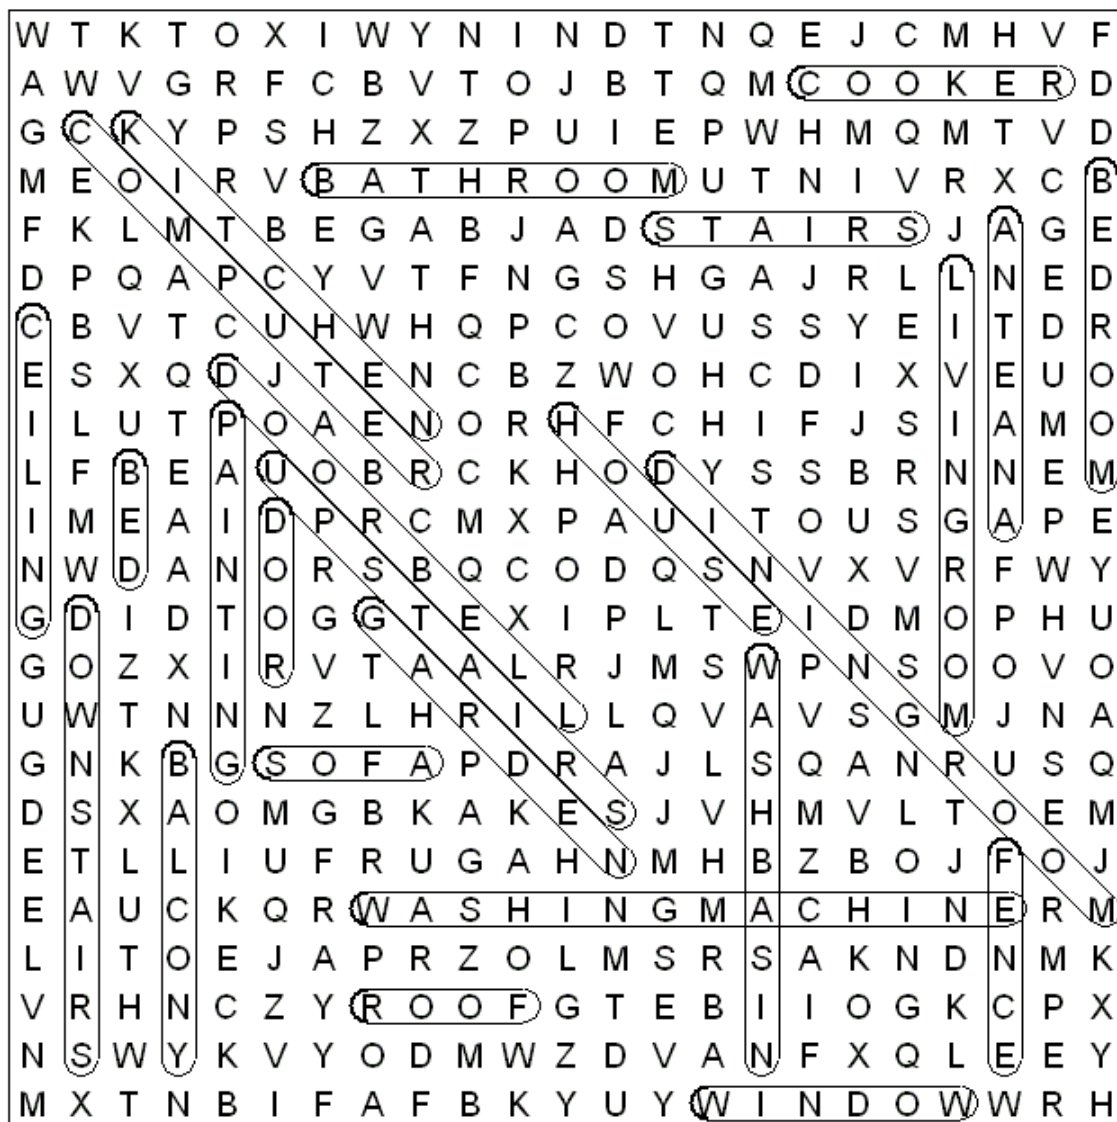 W T K T O X I W Y N I N D T N Q E J C M H V F
A W V G R F C B V T O J B T Q M C O O K E R D
G C K Y P S H Z X Z P U I E P W H M Q M T V D
M E O I R V B A T H R O O M U T N I V R X C B
F K L M T B E G A B J A D S T A I R S J A G E
D P Q A P C Y V T F N G S H G A J R L L N E D
C B V T C U H W H Q P C O V U S S Y E I T D R
E S X Q D J T E N C B Z W O H C D I X V E U O
I L U T P O A E N O R H F C H I F J S I A M O
L F B E A U O B R C K H O D Y S S B R N N E M
I M E A I D P R C M X P A U I T O U S G A P E
N W D A N O R S B Q C O D Q S N V X V R F W Y
G D I D T O G G T E X I P L T E I D M O P H U
G O Z X I R V T A A L R J M S W P N S O O V O
U W T N N N Z L H R I L L Q V A V S G M J N A
G N K B G S O F A P D R A J L S Q A N R U S Q
D S X A O M G B K A K E S J V H M V L T O E M
E T L L I U F R U G A H N M H B Z B O J F O J
E A U C K Q R W A S H I N G M A C H I N E R M
L I T O E J A P R Z O L M S R S A K N D N M K
V R H N C Z Y R O O F G T E B I I O G K C P X
N S W Y K V Y O D M W Z D V A N F X Q L E E Y
M X T N B I F A F B K Y U Y W I N D O W W R H